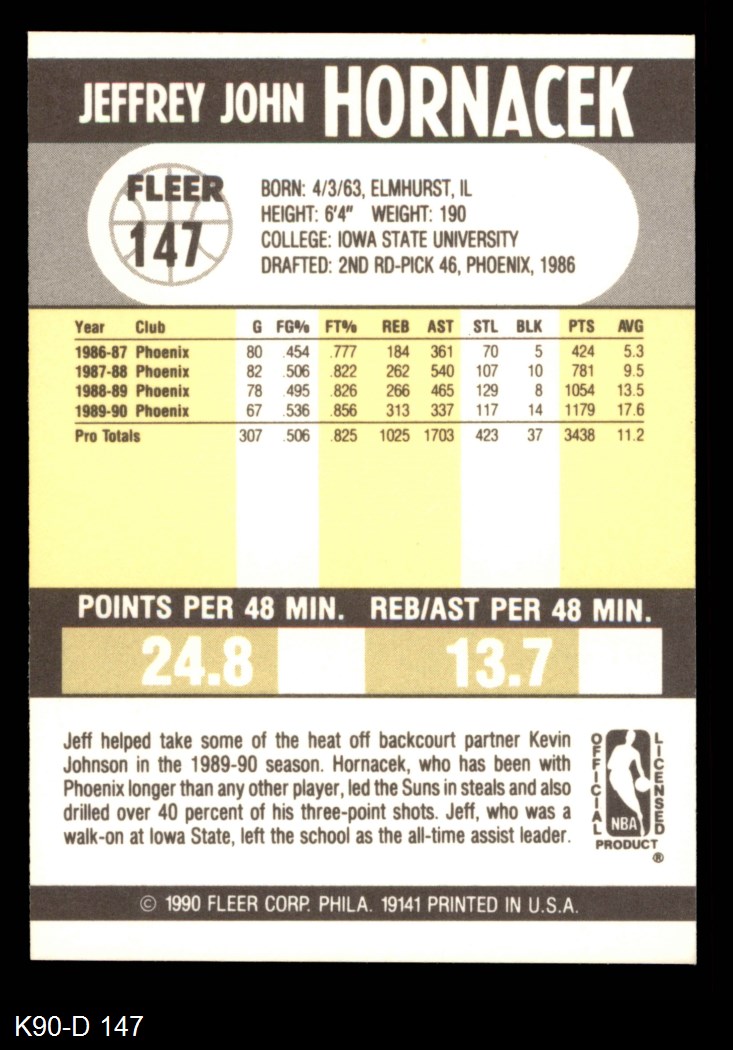 JEFFREY JOHN HORNACEK
FLEER
147
BORN: 4/3/63, ELMHURST, IL
HEIGHT: 6'4" WEIGHT: 190
COLLEGE: IOWA STATE UNIVERSITY
DRAFTED: 2ND RD-PICK 46, PHOENIX, 1986
Year Club G FG% FT% REB AST STL BLK PTS AVG
1986-87 Phoenix 80 .454 .777 184 361 70 5 424 5.3
1987-88 Phoenix 82 .506 .822 262 540 107 10 781 9.5
1988-89 Phoenix 78 .495 .826 266 465 129 8 1054 13.5
1989-90 Phoenix 67 .536 .856 313 337 117 14 1179 17.6
Pro Totals 307 .506 .825 1025 1703 423 37 3438 11.2
POINTS PER 48 MIN. REB/AST PER 48 MIN.
24.8 13.7
Jeff helped take some of the heat off backcourt partner Kevin
Johnson in the 1989-90 season. Hornacek, who has been with
Phoenix longer than any other player, led the Suns in steals and also
drilled over 40 percent of his three-point shots. Jeff, who was a
walk-on at Iowa State, left the school as the all-time assist leader.
OFFICIAL
LICENSED
NBA
PRODUCT
®
© 1990 FLEER CORP. PHILA. 19141 PRINTED IN U.S.A.
K90-D 147